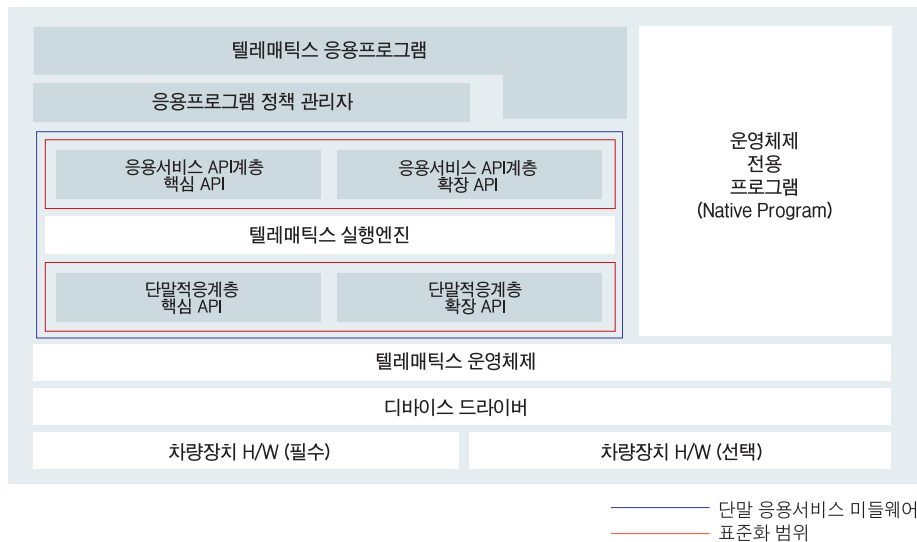 텔레매틱스 응용프로그램
응용프로그램 정책 관리자
응용서비스 API계층
핵심 API
응용서비스 API계층
확장 API
텔레매틱스 실행엔진
단말적응계층
핵심 API
단말적응계층
확장 API
운영체제
전용
프로그램
(Native Program)
텔레매틱스 운영체제
디바이스 드라이버
차량장치 H/W (필수)
차량장치 H/W (선택)
단말 응용서비스 미들웨어
표준화 범위